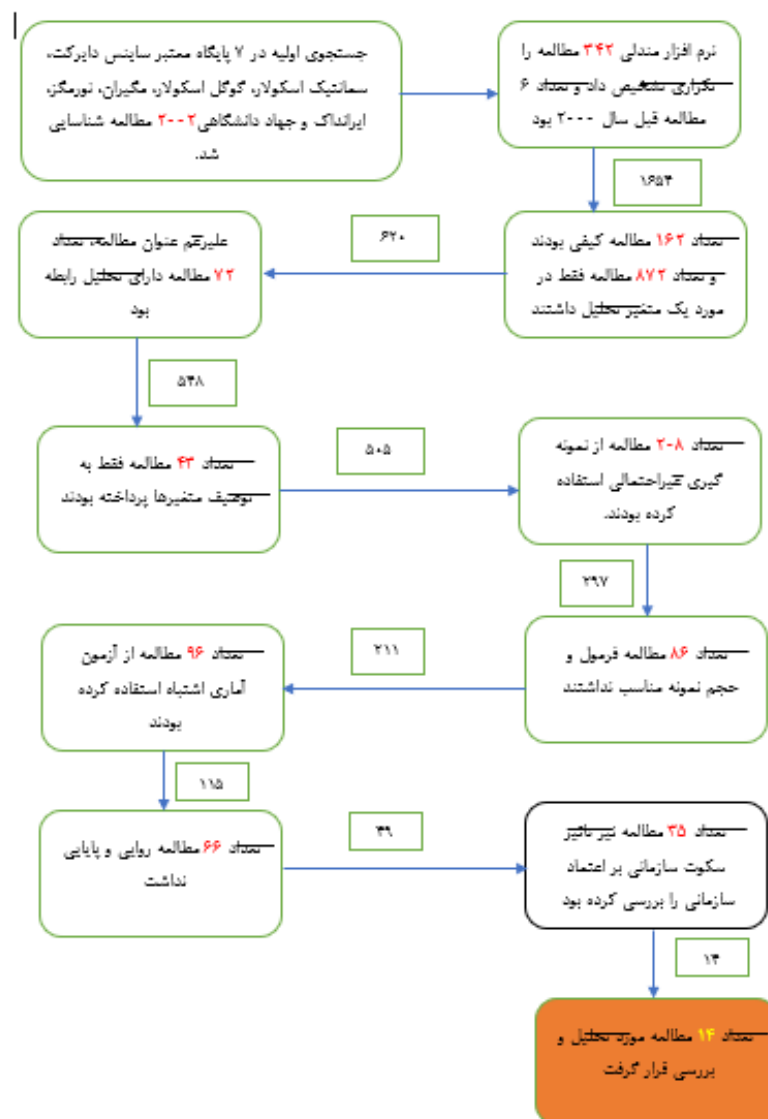 جستجوی اولیه در ۷ پایگاه معتبر ساینس دایرکت،
سمانتیک اسکولار، گوگل اسکولار، مگیران، نورمگز،
ایرانداک و جهاد دانشگاهی۲۰۰۲ مطالعه شناسایی
شد.
نرم افزار مندلی ۳۴۲ مطالعه را
تکراری تشخیص داد و تعداد ۶
مطالعه قبل سال ۲۰۰۰ بود
۱۶۵۴
تعداد ۱۶۲ مطالعه کیفی بودند
و تعداد ۸۷۲ مطالعه فقط در
مورد یک متغیر تحلیل داشتند
۶۲۰
علیرغم عنوان مطالعه، تعداد
۷۲ مطالعه دارای تحلیل رابطه
بود
۵۴۸
تعداد ۴۳ مطالعه فقط به
توصیف متغیرها پرداخته بودند
۵۰۵
تعداد ۲۰۸ مطالعه از نمونه
گیری غیراحتمالی استفاده
کرده بودند.
۲۹۷
تعداد ۸۶ مطالعه فرمول و
حجم نمونه مناسب نداشتند
۲۱۱
تعداد ۹۶ مطالعه از آزمون
آماری اشتباه استفاده کرده
بودند
۱۱۵
تعداد ۶۶ مطالعه روایی و پایایی
نداشت
۴۹
تعداد ۳۵ مطالعه نیز تاثیر
سکوت سازمانی بر اعتماد
سازمانی را بررسی کرده بود
۱۴
تعداد ۱۴ مطالعه مورد تحلیل و
بررسی قرار گرفت